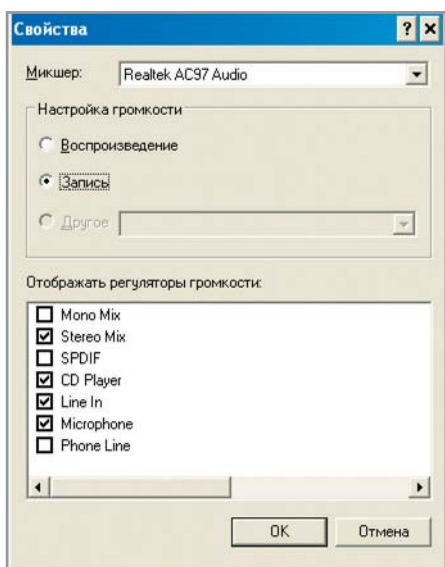 Свойства
Микшер: Realtek AC97 Audio
Настройка громкости
Воспроизведение
Запись
Другое
Отображать регуляторы громкости:
Mono Mix
Stereo Mix
SPDIF
CD Player
Line In
Microphone
Phone Line
OK Отмена